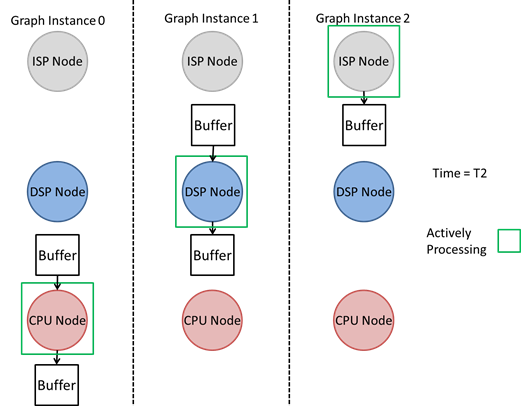 Graph Instance 0
ISP Node
DSP Node
Buffer
CPU Node
Buffer
Graph Instance 1
ISP Node
Buffer
DSP Node
Buffer
CPU Node
Graph Instance 2
ISP Node
Buffer
DSP Node
CPU Node
Time = T2
Actively
Processing